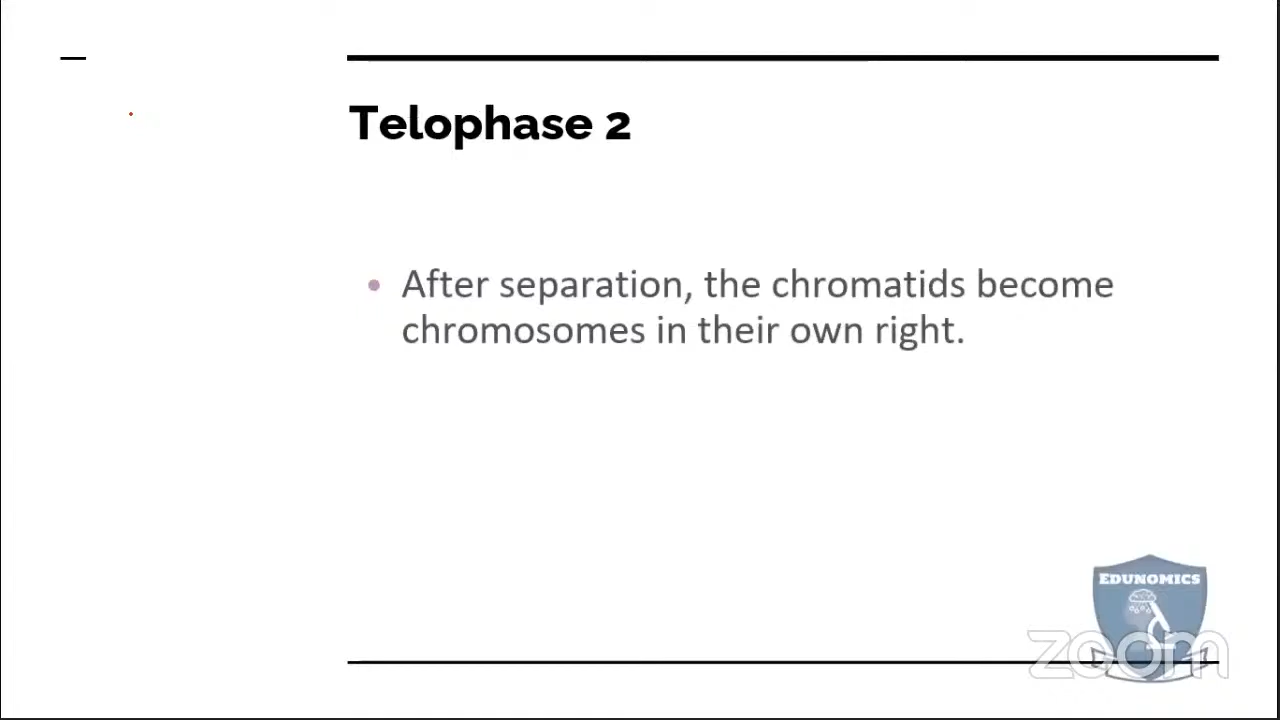 Telophase 2
• After separation, the chromatids become
chromosomes in their own right.
EDUNOMICS
zoom